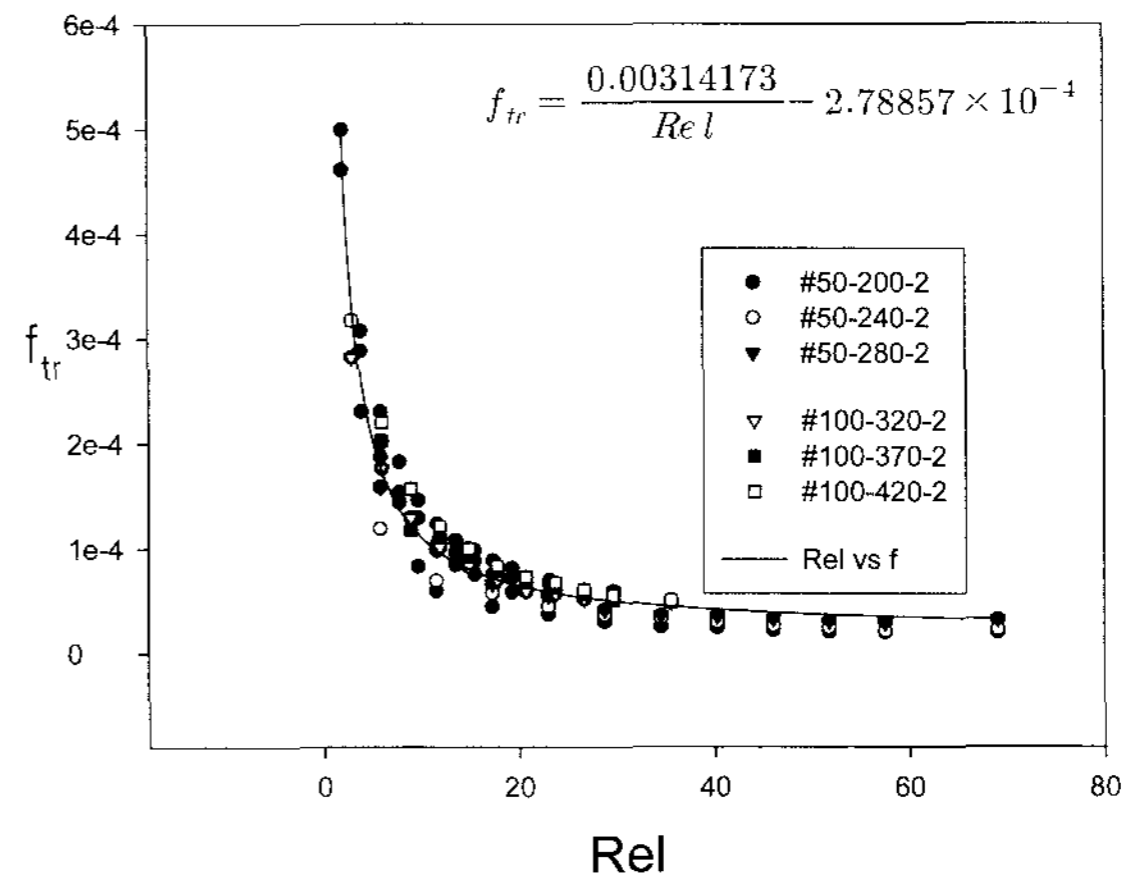 6e-4
5e-4
4e-4
3e-4
2e-4
1e-4
0
f_tr
f_tr = 0.00314173 / Re l − 2.78857 × 10^−4
#50-200-2
#50-240-2
#50-280-2
#100-320-2
#100-370-2
#100-420-2
Rel vs f
0 20 40 60 80
Rel